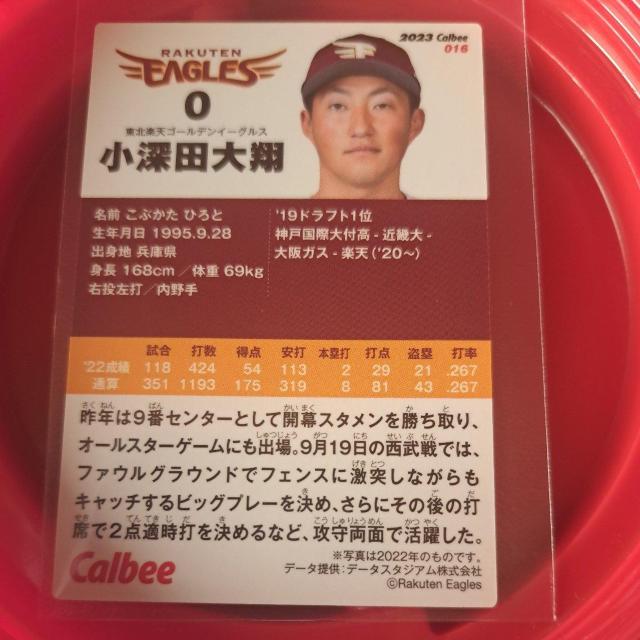 2023 Calbee
016
RAKUTEN
EAGLES
0
東北楽天ゴールデンイーグルス
小深田大翔
名前 こぶかた ひろと
生年月日 1995.9.28
出身地 兵庫県
身長 168cm／体重 69kg
右投左打／内野手
'19ドラフト1位
神戸国際大付高 - 近畿大 -
大阪ガス - 楽天 ('20～)
試合 打数 得点 安打 本塁打 打点 盗塁 打率
'22成績 118 424 54 113 2 29 21 .267
通算 351 1193 175 319 8 81 43 .267
昨年は9番センターとして開幕スタメンを勝ち取り、
オールスターゲームにも出場。9月19日の西武戦では、
ファウルグラウンドでフェンスに激突しながらも
キャッチするビッグプレーを決め、さらにその後の打
席で2点適時打を決めるなど、攻守両面で活躍した。
※写真は2022年のものです。
データ提供：データスタジアム株式会社
©Rakuten Eagles
Calbee